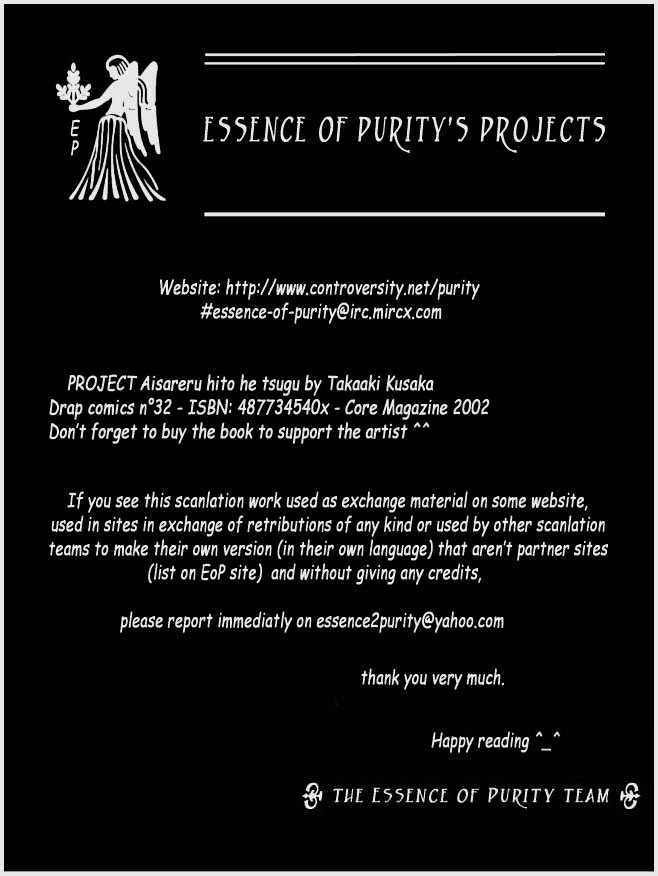 E
P
ESSENCE OF PURITY'S PROJECTS
Website: http://www.controversity.net/purity
#essence-of-purity@irc.mircx.com
PROJECT Aisareru hito he tsugu by Takaaki Kusaka
Drap comics n°32 - ISBN: 487734540x - Core Magazine 2002
Don't forget to buy the book to support the artist ^^
If you see this scanlation work used as exchange material on some website,
used in sites in exchange of retributions of any kind or used by other scanlation
teams to make their own version (in their own language) that aren't partner sites
(list on EoP site) and without giving any credits,
please report immediatly on essence2purity@yahoo.com
thank you very much.
Happy reading ^_^
THE ESSENCE OF PURITY TEAM